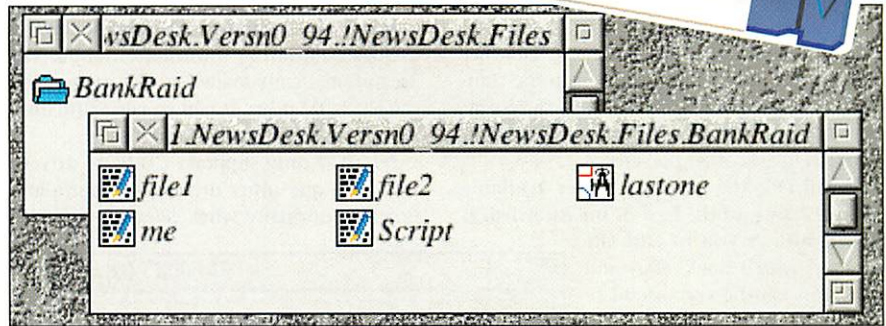 wsDesk.Versn0_94.!NewsDesk.Files
BankRaid
1.NewsDesk.Versn0_94.!NewsDesk.Files.BankRaid
file1 file2 lastone
me Script